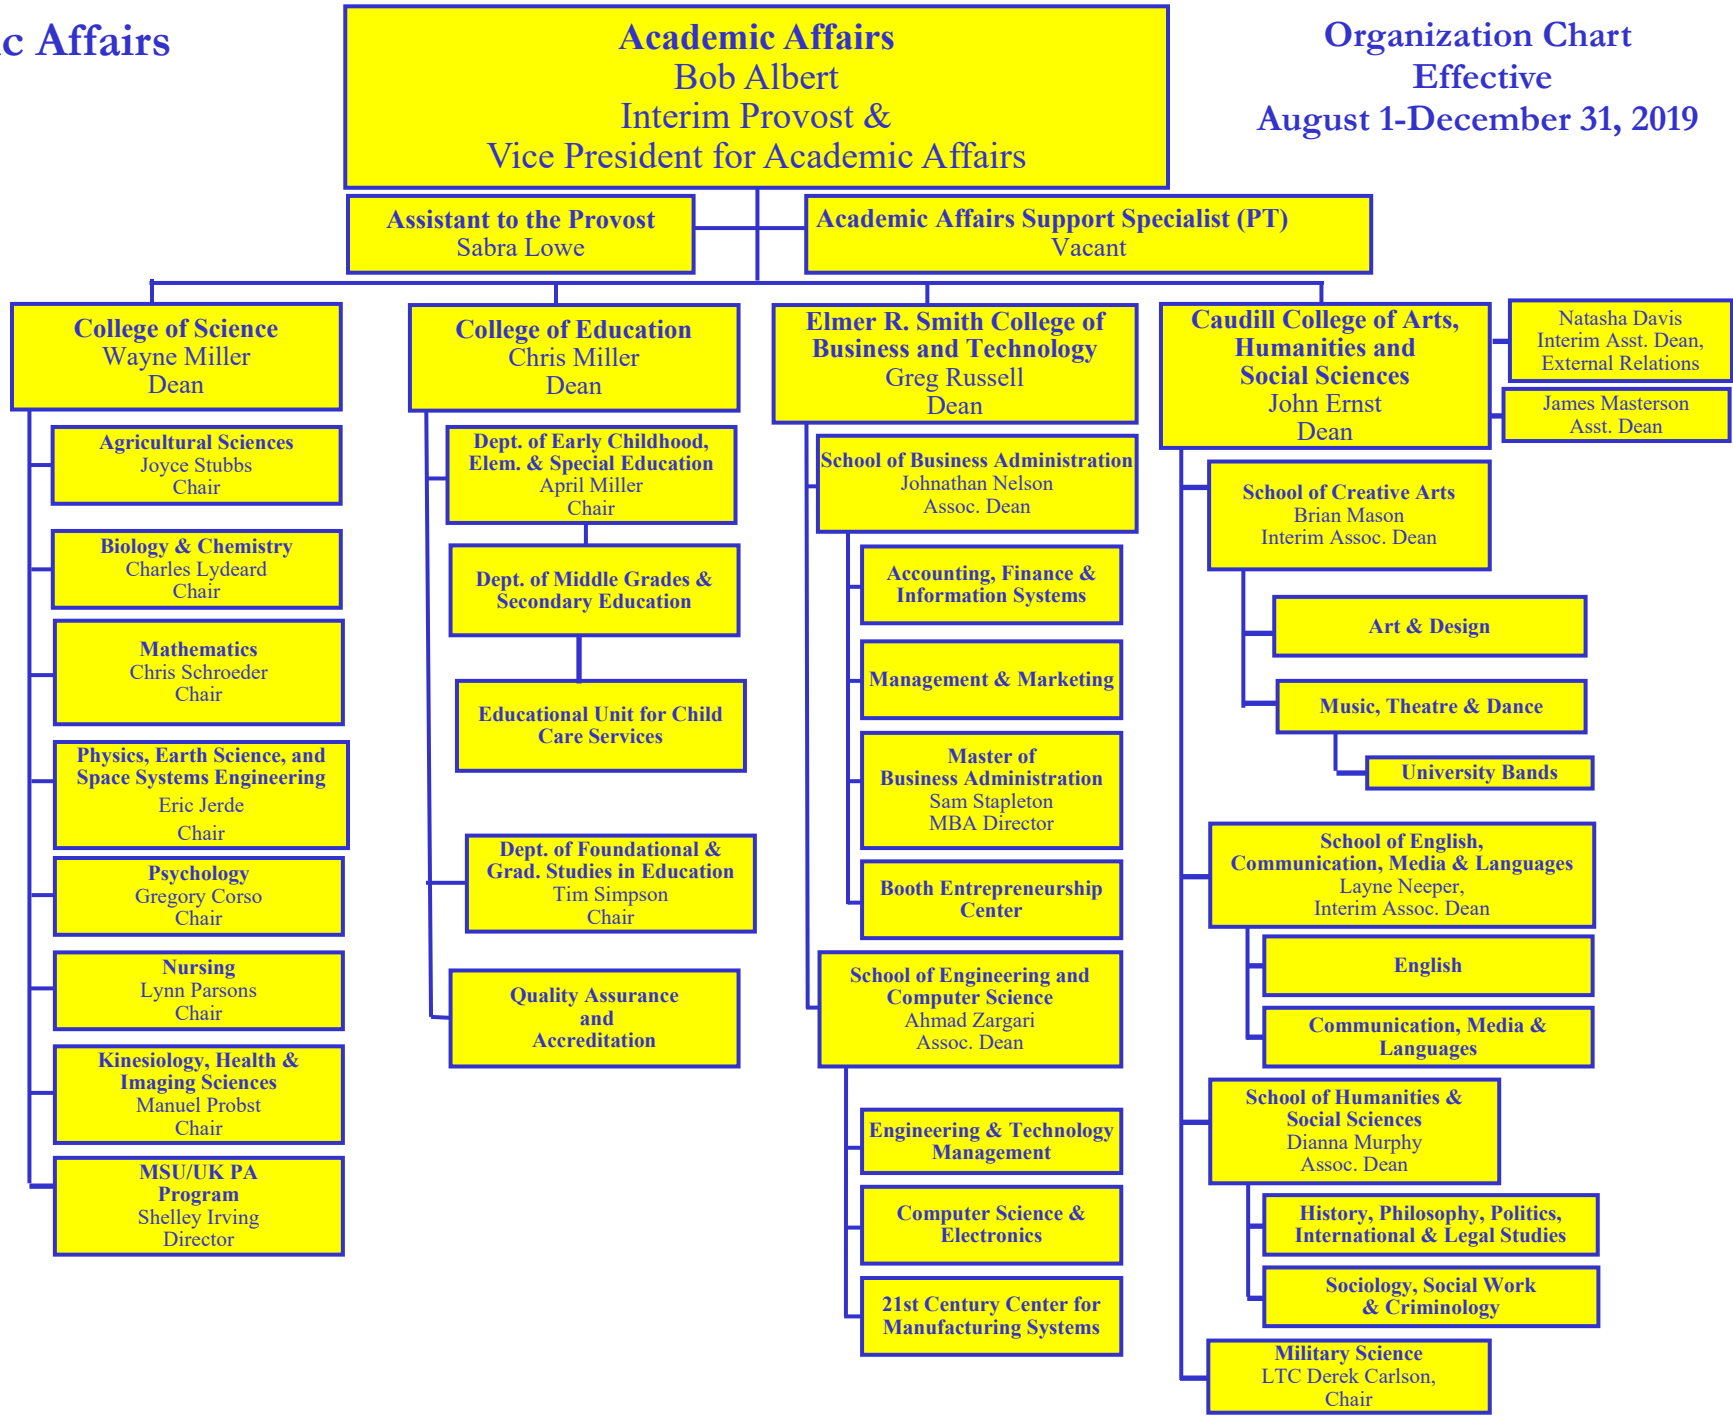 c Affairs
Academic Affairs
Bob Albert
Interim Provost &
Vice President for Academic Affairs
Organization Chart
Effective
August 1-December 31, 2019
Assistant to the Provost
Sabra Lowe
Academic Affairs Support Specialist (PT)
Vacant
College of Science
Wayne Miller
Dean
Agricultural Sciences
Joyce Stubbs
Chair
Biology & Chemistry
Charles Lydeard
Chair
Mathematics
Chris Schroeder
Chair
Physics, Earth Science, and
Space Systems Engineering
Eric Jerde
Chair
Psychology
Gregory Corso
Chair
Nursing
Lynn Parsons
Chair
Kinesiology, Health &
Imaging Sciences
Manuel Probst
Chair
MSU/UK PA
Program
Shelley Irving
Director
College of Education
Chris Miller
Dean
Dept. of Early Childhood,
Elem. & Special Education
April Miller
Chair
Dept. of Middle Grades &
Secondary Education
Educational Unit for Child
Care Services
Dept. of Foundational &
Grad. Studies in Education
Tim Simpson
Chair
Quality Assurance
and
Accreditation
Elmer R. Smith College of
Business and Technology
Greg Russell
Dean
School of Business Administration
Johnathan Nelson
Assoc. Dean
Accounting, Finance &
Information Systems
Management & Marketing
Master of
Business Administration
Sam Stapleton
MBA Director
Booth Entrepreneurship
Center
School of Engineering and
Computer Science
Ahmad Zargari
Assoc. Dean
Engineering & Technology
Management
Computer Science &
Electronics
21st Century Center for
Manufacturing Systems
Caudill College of Arts,
Humanities and
Social Sciences
John Ernst
Dean
Natasha Davis
Interim Asst. Dean,
External Relations
James Masterson
Asst. Dean
School of Creative Arts
Brian Mason
Interim Assoc. Dean
Art & Design
Music, Theatre & Dance
University Bands
School of English,
Communication, Media & Languages
Layne Neeper,
Interim Assoc. Dean
English
Communication, Media &
Languages
School of Humanities &
Social Sciences
Dianna Murphy
Assoc. Dean
History, Philosophy, Politics,
International & Legal Studies
Sociology, Social Work
& Criminology
Military Science
LTC Derek Carlson,
Chair